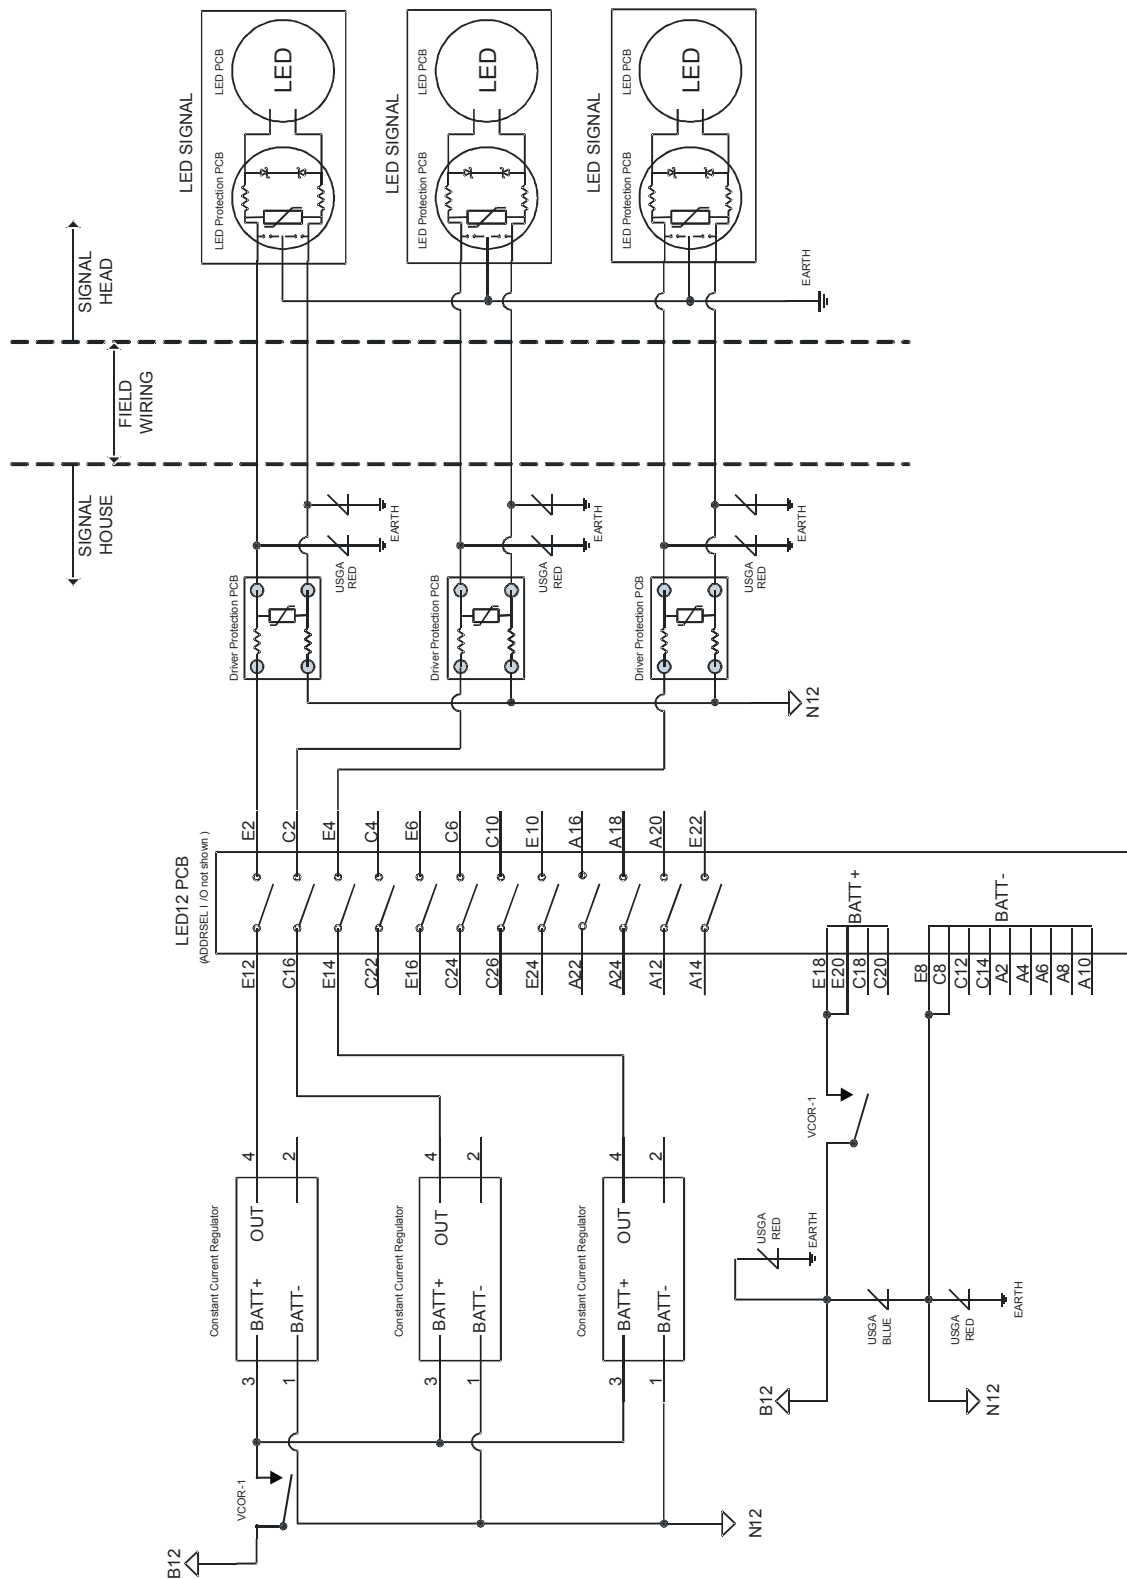 LED SIGNAL
LED PCB
LED
LED Protection PCB
LED SIGNAL
LED PCB
LED
LED Protection PCB
LED SIGNAL
LED PCB
LED
LED Protection PCB
SIGNAL
HEAD
EARTH
FIELD
WIRING
SIGNAL
HOUSE
EARTH
USGA
RED
EARTH
USGA
RED
EARTH
USGA
RED
Driver Protection PCB
Driver Protection PCB
Driver Protection PCB
N12
LED12 PCB
(ADDRSEL I /O not shown )
E2
C2
E4
C4
E6
C6
C10
E10
A16
A18
A20
E22
E12
C16
E14
C22
E16
C24
C26
E24
A22
A24
A12
A14
BATT +
E18
E20
C18
C20
BATT -
E8
C8
C12
C14
A2
A4
A6
A8
A10
VCOR-1
4
2
4
2
4
2
Constant Current Regulator
OUT
BATT+
BATT-
Constant Current Regulator
OUT
BATT+
BATT-
Constant Current Regulator
OUT
BATT+
BATT-
3
1
3
1
3
1
USGA
RED
EARTH
USGA
BLUE
USGA
RED
EARTH
B12
N12
VCOR-1
B12
N12